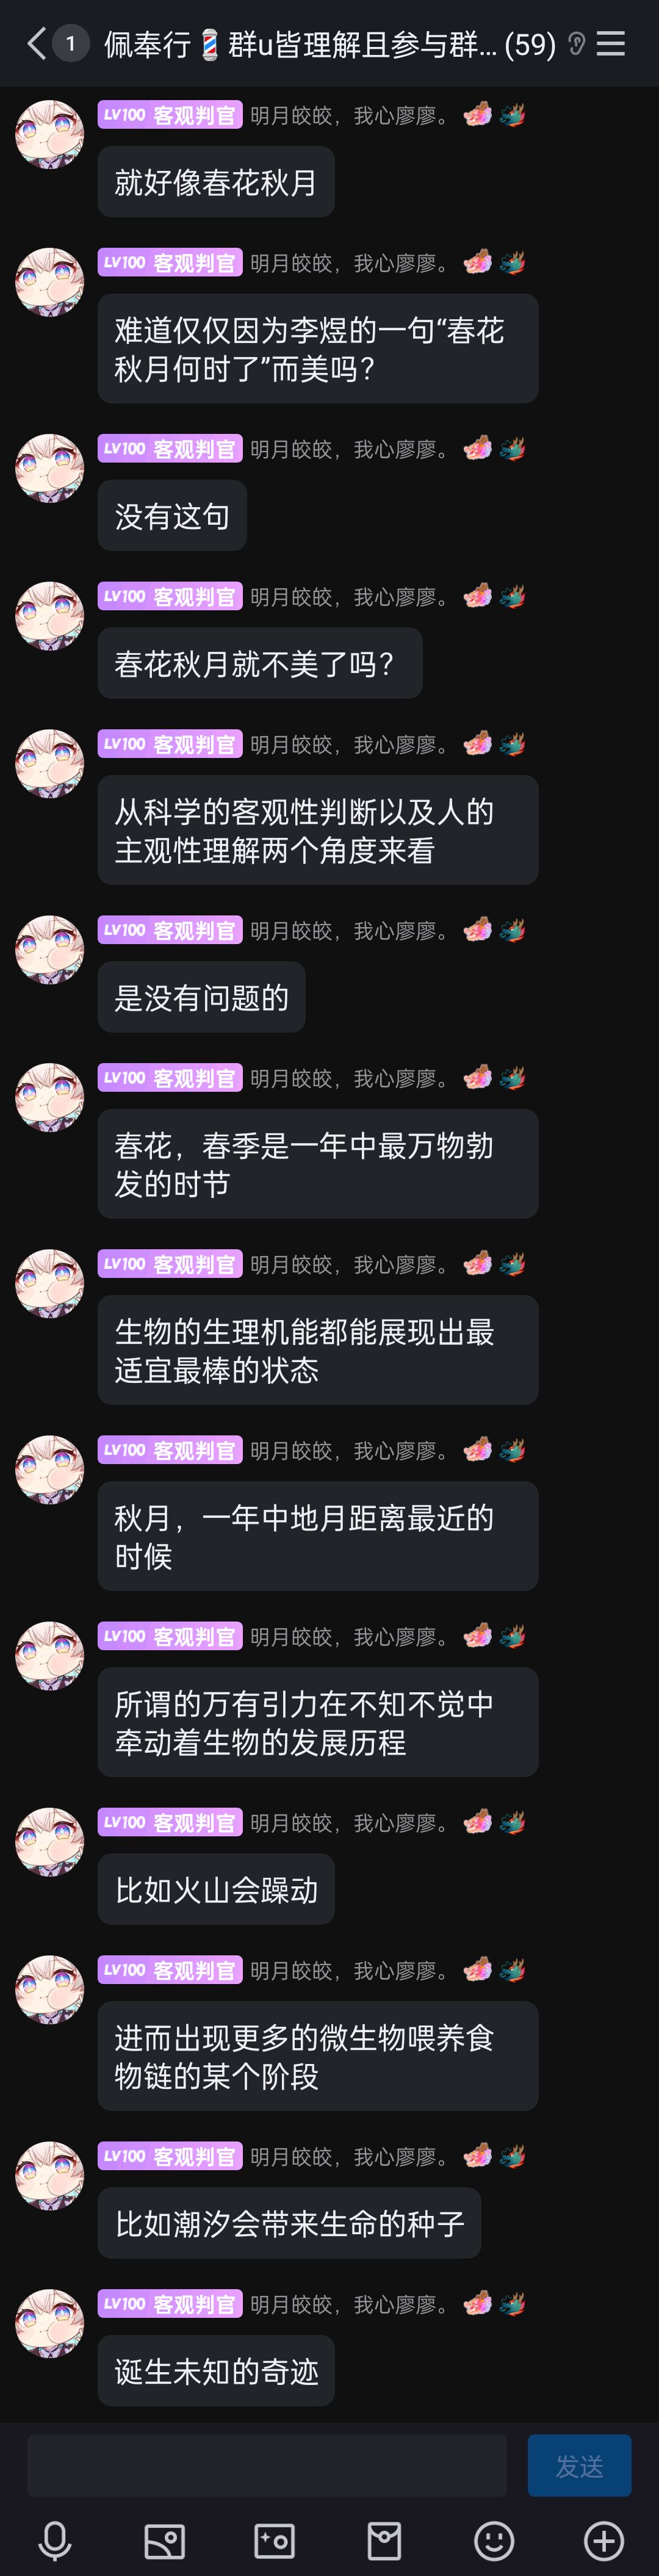 1
佩奉行💈群u皆理解且参与群... (59)
LV100 客观判官 明月皎皎，我心廖廖。
就好像春花秋月
LV100 客观判官 明月皎皎，我心廖廖。
难道仅仅因为李煜的一句“春花
秋月何时了”而美吗？
LV100 客观判官 明月皎皎，我心廖廖。
没有这句
LV100 客观判官 明月皎皎，我心廖廖。
春花秋月就不美了吗？
LV100 客观判官 明月皎皎，我心廖廖。
从科学的客观性判断以及人的
主观性理解两个角度来看
LV100 客观判官 明月皎皎，我心廖廖。
是没有问题的
LV100 客观判官 明月皎皎，我心廖廖。
春花，春季是一年中最万物勃
发的时节
LV100 客观判官 明月皎皎，我心廖廖。
生物的生理机能都能展现出最
适宜最棒的状态
LV100 客观判官 明月皎皎，我心廖廖。
秋月，一年中地月距离最近的
时候
LV100 客观判官 明月皎皎，我心廖廖。
所谓的万有引力在不知不觉中
牵动着生物的发展历程
LV100 客观判官 明月皎皎，我心廖廖。
比如火山会躁动
LV100 客观判官 明月皎皎，我心廖廖。
进而出现更多的微生物喂养食
物链的某个阶段
LV100 客观判官 明月皎皎，我心廖廖。
比如潮汐会带来生命的种子
LV100 客观判官 明月皎皎，我心廖廖。
诞生未知的奇迹
发送